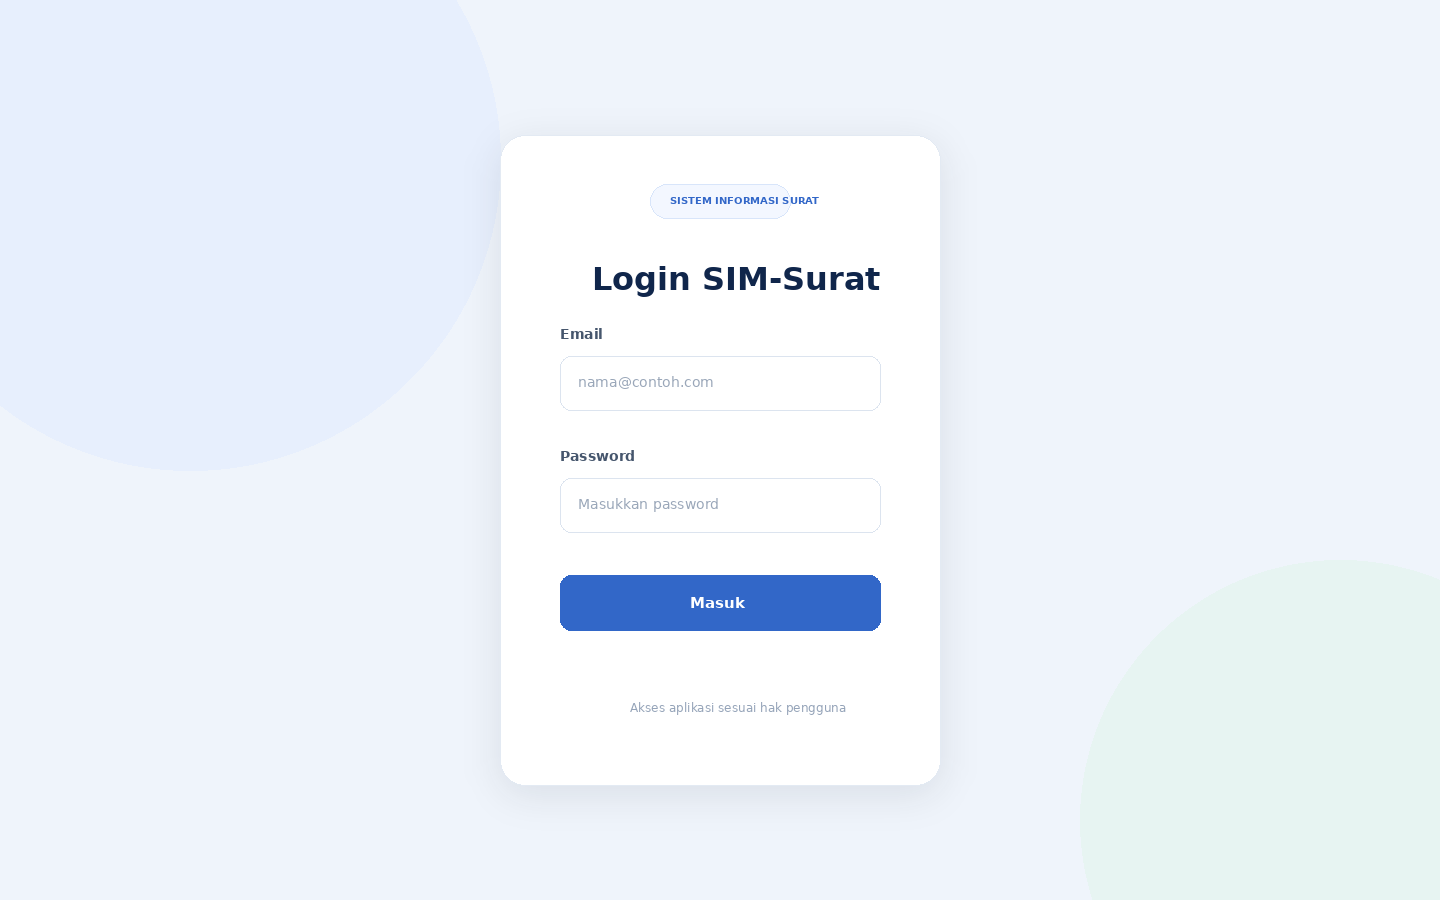 SISTEM INFORMASI SURAT
Login SIM-Surat
Email
nama@contoh.com
Password
Masukkan password
Masuk
Akses aplikasi sesuai hak pengguna